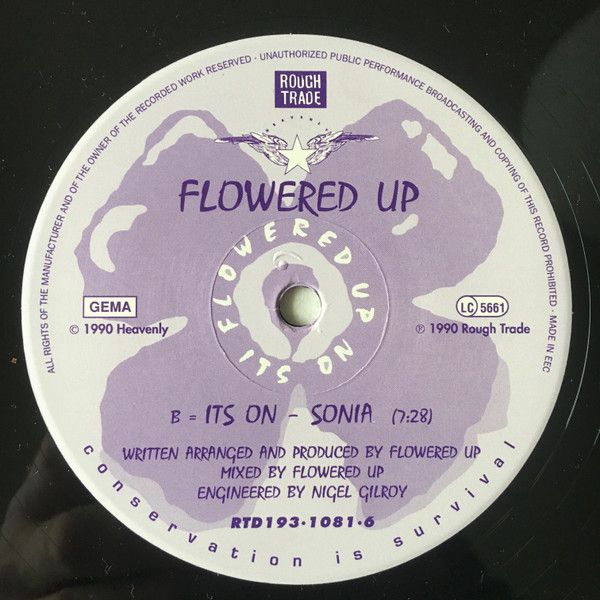 ALL RIGHTS OF THE MANUFACTURER AND OF THE OWNER OF THE RECORDED WORK RESERVED · UNAUTHORIZED PUBLIC PERFORMANCE BROADCASTING AND COPYING OF THIS RECORD PROHIBITED · MADE IN EEC
ROUGH
TRADE
FLOWERED UP
FLOWERED UP ITS ON
GEMA
LC 5661
© 1990 Heavenly
℗ 1990 Rough Trade
B = ITS ON - SONIA (7:28)
WRITTEN ARRANGED AND PRODUCED BY FLOWERED UP
MIXED BY FLOWERED UP
ENGINEERED BY NIGEL GILROY
RTD193·1081·6
conservation is survival